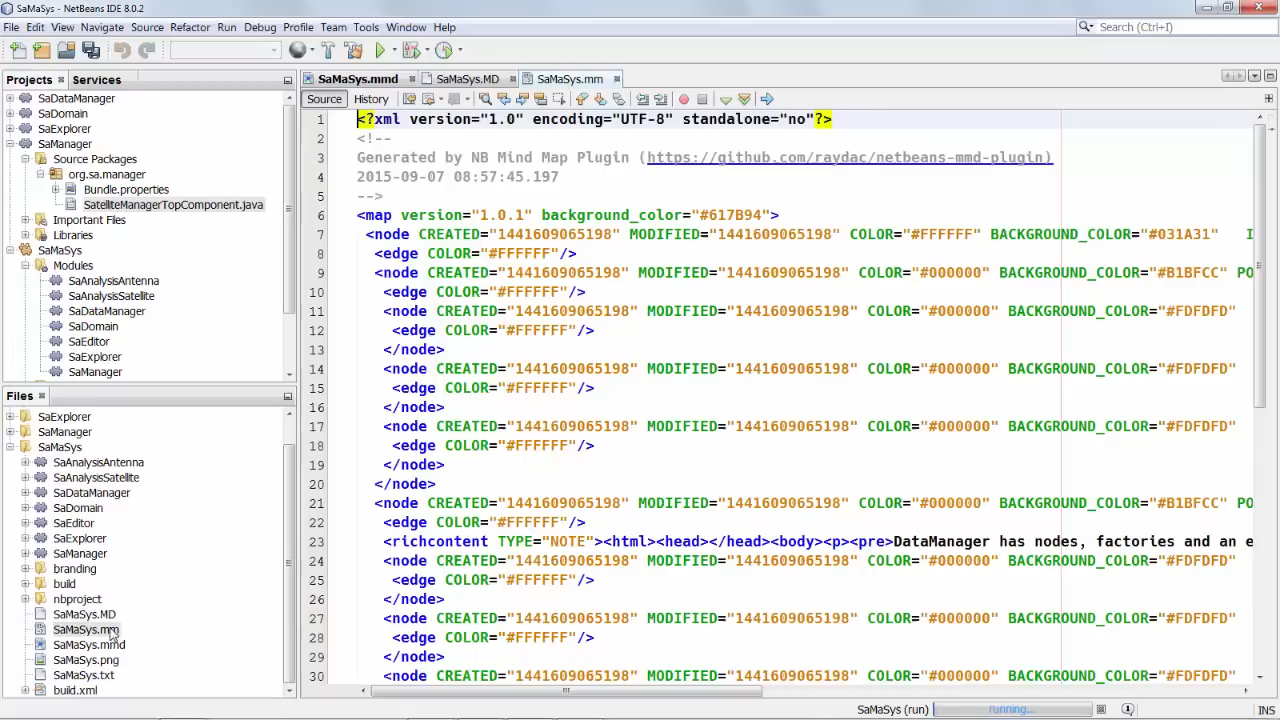 SaMaSys - NetBeans IDE 8.0.2
File Edit View Navigate Source Refactor Run Debug Profile Team Tools Window Help
Search (Ctrl+I)
Projects Services
SaDataManager
SaDomain
SaExplorer
SaManager
Source Packages
org.sa.manager
Bundle.properties
SatelliteManagerTopComponent.java
Important Files
Libraries
SaMaSys
Modules
SaAnalysisAntenna
SaAnalysisSatellite
SaDataManager
SaDomain
SaEditor
SaExplorer
SaManager
Files
SaExplorer
SaManager
SaMaSys
SaAnalysisAntenna
SaAnalysisSatellite
SaDataManager
SaDomain
SaEditor
SaExplorer
SaManager
branding
build
nbproject
SaMaSys.MD
SaMaSys.mm
SaMaSys.mmd
SaMaSys.png
SaMaSys.txt
build.xml
SaMaSys.mmd SaMaSys.MD SaMaSys.mm
Source History
1 <?xml version="1.0" encoding="UTF-8" standalone="no"?>
2 <!--
3 Generated by NB Mind Map Plugin (https://github.com/raydac/netbeans-mmd-plugin)
4 2015-09-07 08:57:45.197
5 -->
6 <map version="1.0.1" background_color="#617B94">
7 <node CREATED="1441609065198" MODIFIED="1441609065198" COLOR="#FFFFFF" BACKGROUND_COLOR="#031A31" I
8 <edge COLOR="#FFFFFF"/>
9 <node CREATED="1441609065198" MODIFIED="1441609065198" COLOR="#000000" BACKGROUND_COLOR="#B1BFCC" PO
10 <edge COLOR="#FFFFFF"/>
11 <node CREATED="1441609065198" MODIFIED="1441609065198" COLOR="#000000" BACKGROUND_COLOR="#FDFDFD"
12 <edge COLOR="#FFFFFF"/>
13 </node>
14 <node CREATED="1441609065198" MODIFIED="1441609065198" COLOR="#000000" BACKGROUND_COLOR="#FDFDFD"
15 <edge COLOR="#FFFFFF"/>
16 </node>
17 <node CREATED="1441609065198" MODIFIED="1441609065198" COLOR="#000000" BACKGROUND_COLOR="#FDFDFD"
18 <edge COLOR="#FFFFFF"/>
19 </node>
20 </node>
21 <node CREATED="1441609065198" MODIFIED="1441609065198" COLOR="#000000" BACKGROUND_COLOR="#B1BFCC" PO
22 <edge COLOR="#FFFFFF"/>
23 <richcontent TYPE="NOTE"><html><head></head><body><p><pre>DataManager has nodes, factories and an e
24 <node CREATED="1441609065198" MODIFIED="1441609065198" COLOR="#000000" BACKGROUND_COLOR="#FDFDFD"
25 <edge COLOR="#FFFFFF"/>
26 </node>
27 <node CREATED="1441609065198" MODIFIED="1441609065198" COLOR="#000000" BACKGROUND_COLOR="#FDFDFD"
28 <edge COLOR="#FFFFFF"/>
29 </node>
30 <node CREATED="1441609065198" MODIFIED="1441609065198" COLOR="#000000" BACKGROUND_COLOR="#FDFDFD"
SaMaSys (run) running... INS